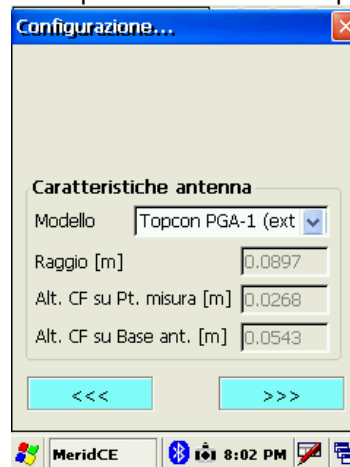 Configurazione...
Caratteristiche antenna
Modello Topcon PGA-1 (ext
Raggio [m] 0.0897
Alt. CF su Pt. misura [m] 0.0268
Alt. CF su Base ant. [m] 0.0543
<<< >>>
MeridCE 8:02 PM